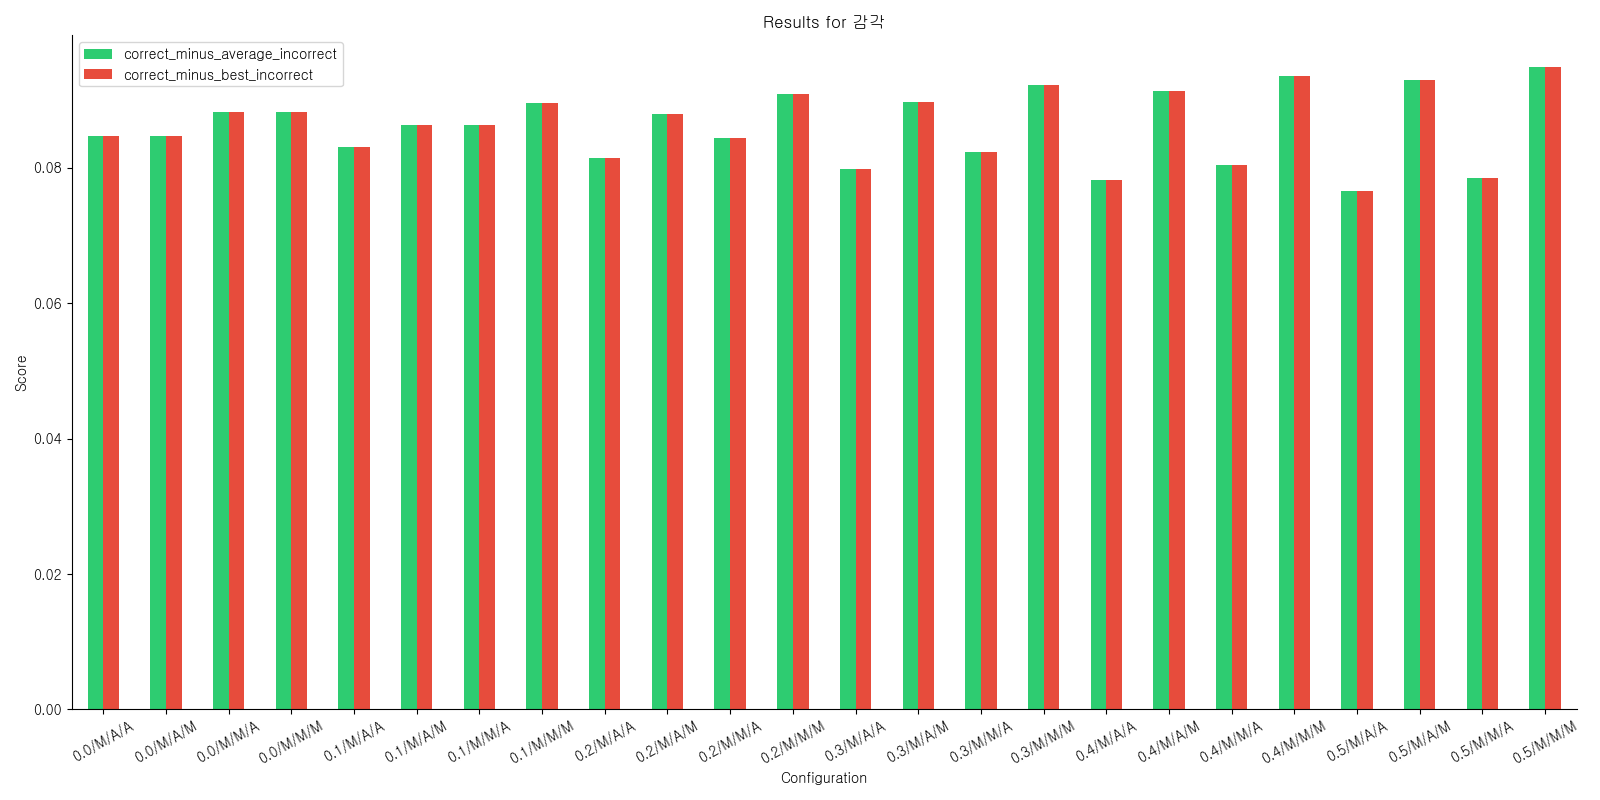 Results for 감각
correct_minus_average_incorrect
correct_minus_best_incorrect
0.08
0.06
0.04
0.02
0.00
Score
0.0/M/A/A
0.0/M/A/M
0.0/M/M/A
0.0/M/M/M
0.1/M/A/A
0.1/M/A/M
0.1/M/M/A
0.1/M/M/M
0.2/M/A/A
0.2/M/A/M
0.2/M/M/A
0.2/M/M/M
0.3/M/A/A
0.3/M/A/M
0.3/M/M/A
0.3/M/M/M
0.4/M/A/A
0.4/M/A/M
0.4/M/M/A
0.4/M/M/M
0.5/M/A/A
0.5/M/A/M
0.5/M/M/A
0.5/M/M/M
Configuration